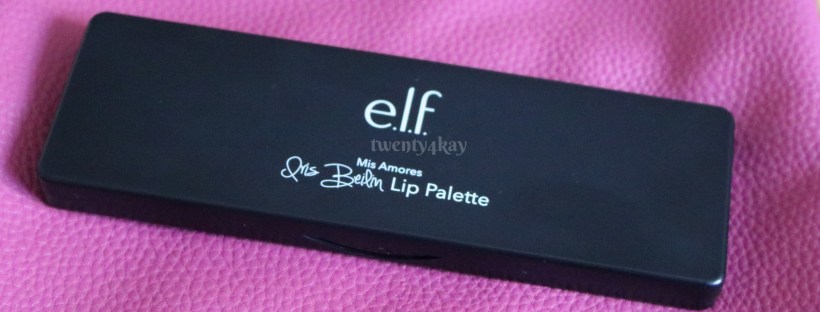 e.l.f.
twenty4kay
Mis Amores
Iris Beilin Lip Palette